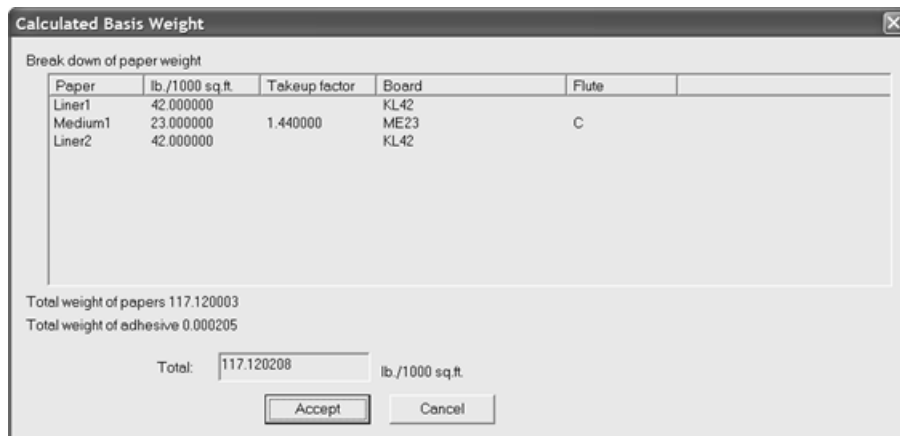 Calculated Basis Weight
Break down of paper weight
Paper lb./1000 sq.ft. Takeup factor Board Flute
Liner1 42.000000 KL42
Medium1 23.000000 1.440000 ME23 C
Liner2 42.000000 KL42
Total weight of papers 117.120003
Total weight of adhesive 0.000205
Total: 117.120208 lb./1000 sq.ft.
Accept Cancel